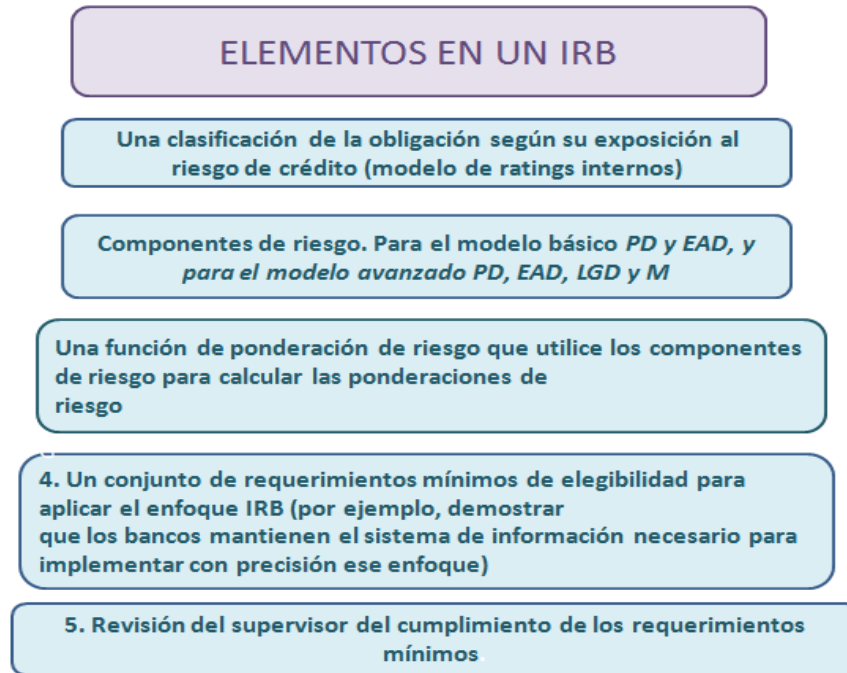 ELEMENTOS EN UN IRB
Una clasificación de la obligación según su exposición al
riesgo de crédito (modelo de ratings internos)
Componentes de riesgo. Para el modelo básico PD y EAD, y
para el modelo avanzado PD, EAD, LGD y M
Una función de ponderación de riesgo que utilice los componentes
de riesgo para calcular las ponderaciones de
riesgo
4. Un conjunto de requerimientos mínimos de elegibilidad para
aplicar el enfoque IRB (por ejemplo, demostrar
que los bancos mantienen el sistema de información necesario para
implementar con precisión ese enfoque)
5. Revisión del supervisor del cumplimiento de los requerimientos
mínimos.